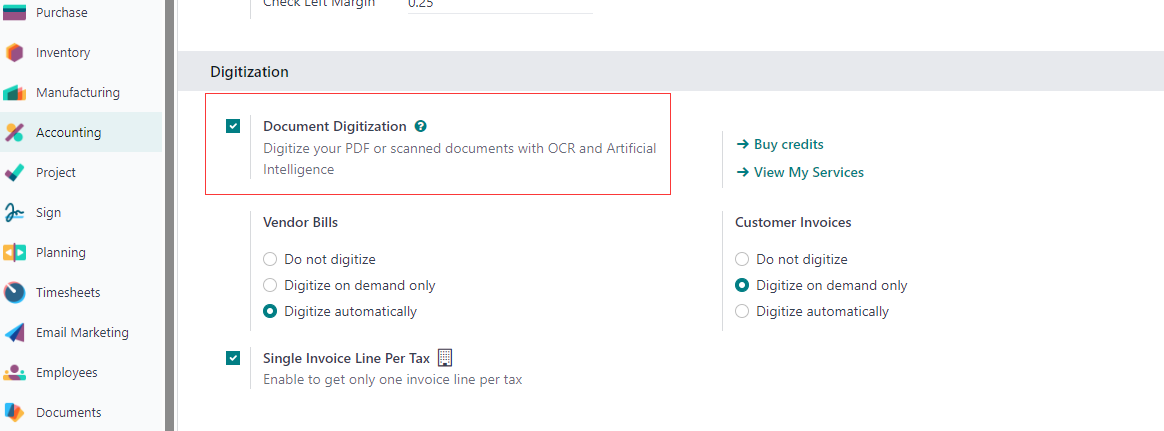 Purchase
Inventory
Manufacturing
Accounting
Project
Sign
Planning
Timesheets
Email Marketing
Employees
Documents
Check Left Margin 0.25
Digitization
Document Digitization ?
Digitize your PDF or scanned documents with OCR and Artificial
Intelligence
→ Buy credits
→ View My Services
Vendor Bills
Do not digitize
Digitize on demand only
Digitize automatically
Customer Invoices
Do not digitize
Digitize on demand only
Digitize automatically
Single Invoice Line Per Tax
Enable to get only one invoice line per tax